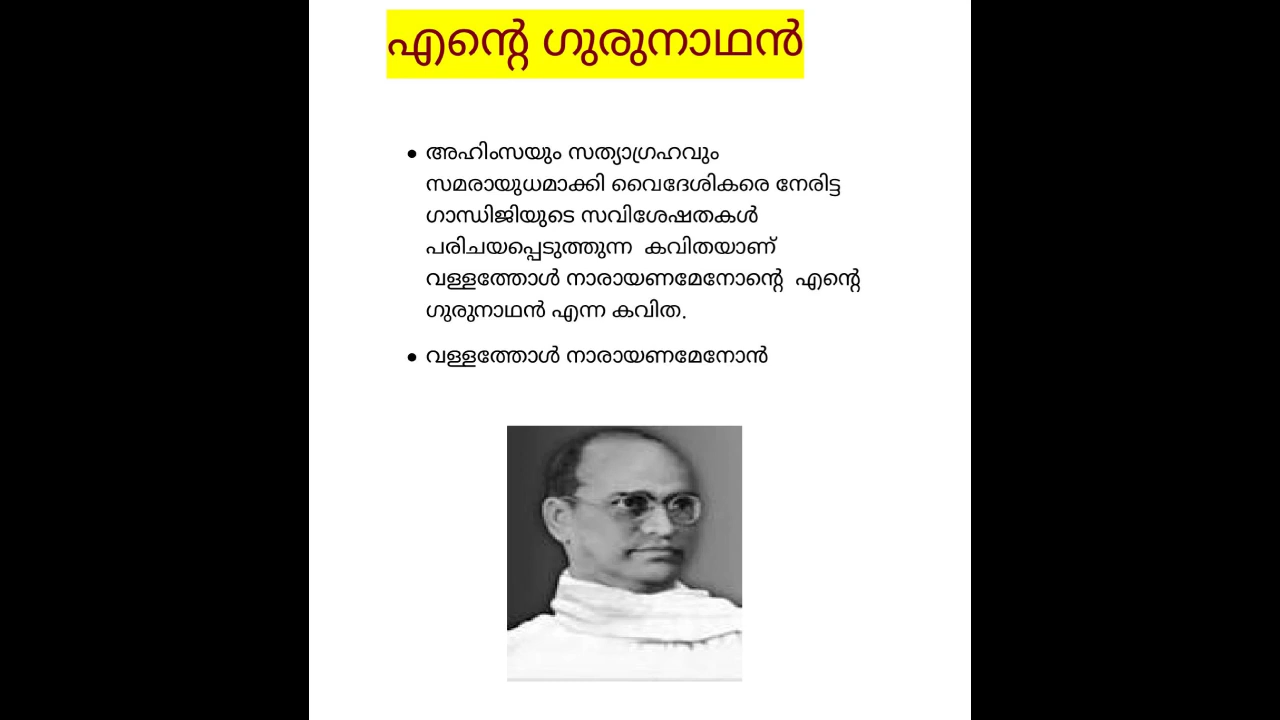 എന്റെ ഗുരുനാഥൻ
• അഹിംസയും സത്യാഗ്രഹവും
സമരായുധമാക്കി വൈദേശികരെ നേരിട്ട
ഗാന്ധിജിയുടെ സവിശേഷതകൾ
പരിചയപ്പെടുത്തുന്ന കവിതയാണ്
വള്ളത്തോൾ നാരായണമേനോന്റെ എന്റെ
ഗുരുനാഥൻ എന്ന കവിത.
• വള്ളത്തോൾ നാരായണമേനോൻ